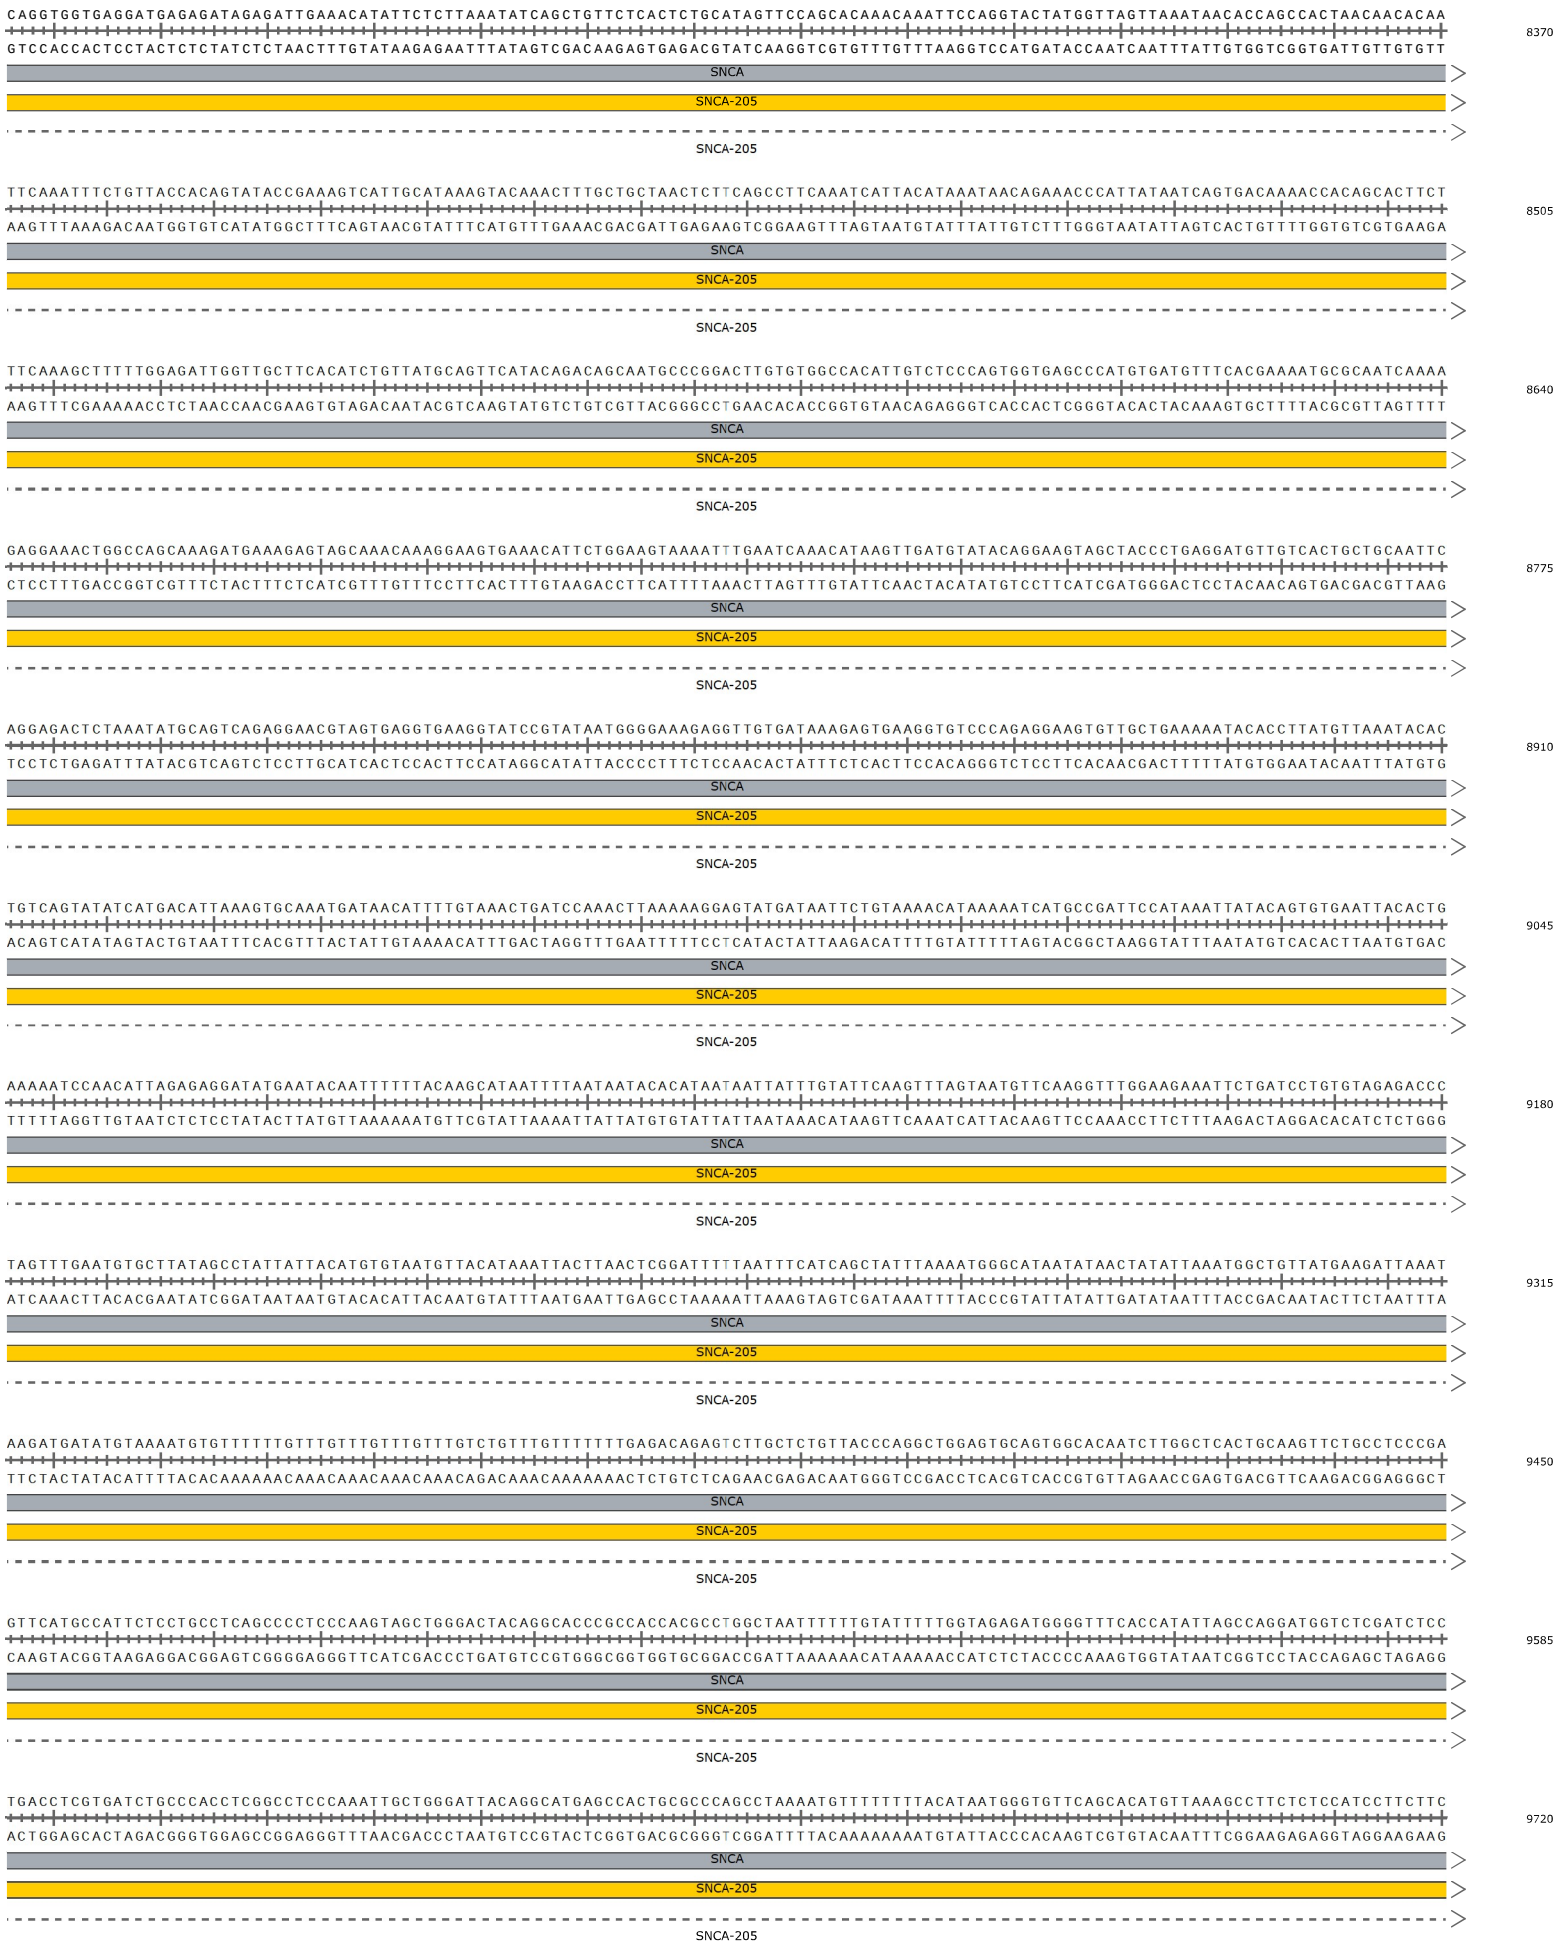 CAGGTGGTGAGGATGAGAGATAGAGATTGAAACATATTCTCTTAAATATCAGCTGTTCTCACTCTGCATAGTTCCAGCACAAACAAATTCCAGGTACTATGGTTAGTTAAATAACACCAGCCACTAACAACACAA
8370
GTCCACCACTCCTACTCTCTATCTCTAACTTTGTATAAGAGAATTTATAGTCGACAAGAGTGAGACGTATCAAGGTCGTGTTTGTTTAAGGTCCATGATACCAATCAATTTATTGTGGTCGGTGATTGTTGTGTT
SNCA
SNCA-205
SNCA-205
TTCAAATTTCTGTTACCACAGTATACCGAAAGTCATTGCATAAAGTACAAACTTTGCTGCTAACTCTTCAGCCTTCAAATCATTACATAAATAACAGAAACCCATTATAATCAGTGACAAAACCACAGCACTTCT
8505
AAGTTTAAAGACAATGGTGTCATATGGCTTTCAGTAACGTATTTCATGTTTGAAACGACGATTGAGAAGTCGGAAGTTTAGTAATGTATTTATTGTCTTTGGGTAATATTAGTCACTGTTTTGGTGTCGTGAAGA
SNCA
SNCA-205
SNCA-205
TTCAAAGCTTTTTGGAGATTGGTTGCTTCACATCTGTTATGCAGTTCATACAGACAGCAATGCCCGGACTTGTGTGGCCACATTGTCTCCCAGTGGTGAGCCCATGTGATGTTTCACGAAAATGCGCAATCAAAA
8640
AAGTTTCGAAAAACCTCTAACCAACGAAGTGTAGACAATACGTCAAGTATGTCTGTCGTTACGGGCCTGAACACACCGGTGTAACAGAGGGTCACCACTCGGGTACACTACAAAGTGCTTTTACGCGTTAGTTTT
SNCA
SNCA-205
SNCA-205
GAGGAAACTGGCCAGCAAAGATGAAAGAGTAGCAAACAAAGGAAGTGAAACATTCTGGAAGTAAAATTTGAATCAAACATAAGTTGATGTATACAGGAAGTAGCTACCCTGAGGATGTTGTCACTGCTGCAATTC
8775
CTCCTTTGACCGGTCGTTTCTACTTTCTCATCGTTTGTTTCCTTCACTTTGTAAGACCTTCATTTTAAACTTAGTTTGTATTCAACTACATATGTCCTTCATCGATGGGACTCCTACAACAGTGACGACGTTAAG
SNCA
SNCA-205
SNCA-205
AGGAGACTCTAAATATGCAGTCAGAGGAACGTAGTGAGGTGAAGGTATCCGTATAATGGGGAAAGAGGTTGTGATAAAGAGTGAAGGTGTCCCAGAGGAAGTGTTGCTGAAAAATACACCTTATGTTAAATACAC
8910
TCCTCTGAGATTTATACGTCAGTCTCCTTGCATCACTCCACTTCCATAGGCATATTACCCCTTTCTCCAACACTATTTCTCACTTCCACAGGGTCTCCTTCACAACGACTTTTTATGTGGAATACAATTTATGTG
SNCA
SNCA-205
SNCA-205
TGTCAGTATATCATGACATTAAAGTGCAAATGATAACATTTTGTAAACTGATCCAAACTTAAAAAGGAGTATGATAATTCTGTAAAACATAAAAATCATGCCGATTCCATAAATTATACAGTGTGAATTACACTG
9045
ACAGTCATATAGTACTGTAATTTCACGTTTACTATTGTAAAACATTTGACTAGGTTTGAATTTTTCCTCATACTATTAAGACATTTTGTATTTTTAGTACGGCTAAGGTATTTAATATGTCACACTTAATGTGAC
SNCA
SNCA-205
SNCA-205
AAAAATCCAACATTAGAGAGGATATGAATACAATTTTTTACAAGCATAATTTTAATAATACACATAATAATTATTTGTATTCAAGTTTAGTAATGTTCAAGGTTTGGAAGAAATTCTGATCCTGTGTAGAGACCC
9180
TTTTTAGGTTGTAATCTCTCCTATACTTATGTTAAAAAATGTTCGTATTAAAATTATTATGTGTATTATTAATAAACATAAGTTCAAATCATTACAAGTTCCAAACCTTCTTTAAGACTAGGACACATCTCTGGG
SNCA
SNCA-205
SNCA-205
TAGTTTGAATGTGCTTATAGCCTATTATTACATGTGTAATGTTACATAAATTACTTAACTCGGATTTTTAATTTCATCAGCTATTTAAAATGGGCATAATATAACTATATTAAATGGCTGTTATGAAGATTAAAT
9315
ATCAAACTTACACGAATATCGGATAATAATGTACACATTACAATGTATTTAATGAATTGAGCCTAAAAATTAAAGTAGTCGATAAATTTTACCCGTATTATATTGATATAATTTACCGACAATACTTCTAATTTA
SNCA
SNCA-205
SNCA-205
AAGATGATATGTAAAATGTGTTTTTTGTTTGTTTGTTTGTTTGTCTGTTTGTTTTTTTGAGACAGAGTCTTGCTCTGTTACCCAGGCTGGAGTGCAGTGGCACAATCTTGGCTCACTGCAAGTTCTGCCTCCCGA
9450
TTCTACTATACATTTTACACAAAAAACAAACAAACAAACAAACAGACAAACAAAAAAACTCTGTCTCAGAACGAGACAATGGGTCCGACCTCACGTCACCGTGTTAGAACCGAGTGACGTTCAAGACGGAGGGCT
SNCA
SNCA-205
SNCA-205
GTTCATGCCATTCTCCTGCCTCAGCCCCTCCCAAGTAGCTGGGACTACAGGCACCCGCCACCACGCCTGGCTAATTTTTTGTATTTTTGGTAGAGATGGGGTTTCACCATATTAGCCAGGATGGTCTCGATCTCC
9585
CAAGTACGGTAAGAGGACGGAGTCGGGGAGGGTTCATCGACCCTGATGTCCGTGGGCGGTGGTGCGGACCGATTAAAAAACATAAAAACCATCTCTACCCCAAAGTGGTATAATCGGTCCTACCAGAGCTAGAGG
SNCA
SNCA-205
SNCA-205
TGACCTCGTGATCTGCCCACCTCGGCCTCCCAAATTGCTGGGATTACAGGCATGAGCCACTGCGCCCAGCCTAAAATGTTTTTTTTACATAATGGGTGTTCAGCACATGTTAAAGCCTTCTCTCCATCCTTCTTC
9720
ACTGGAGCACTAGACGGGTGGAGCCGGAGGGTTTAACGACCCTAATGTCCGTACTCGGTGACGCGGGTCGGATTTTACAAAAAAAATGTATTACCCACAAGTCGTGTACAATTTCGGAAGAGAGGTAGGAAGAAG
SNCA
SNCA-205
SNCA-205